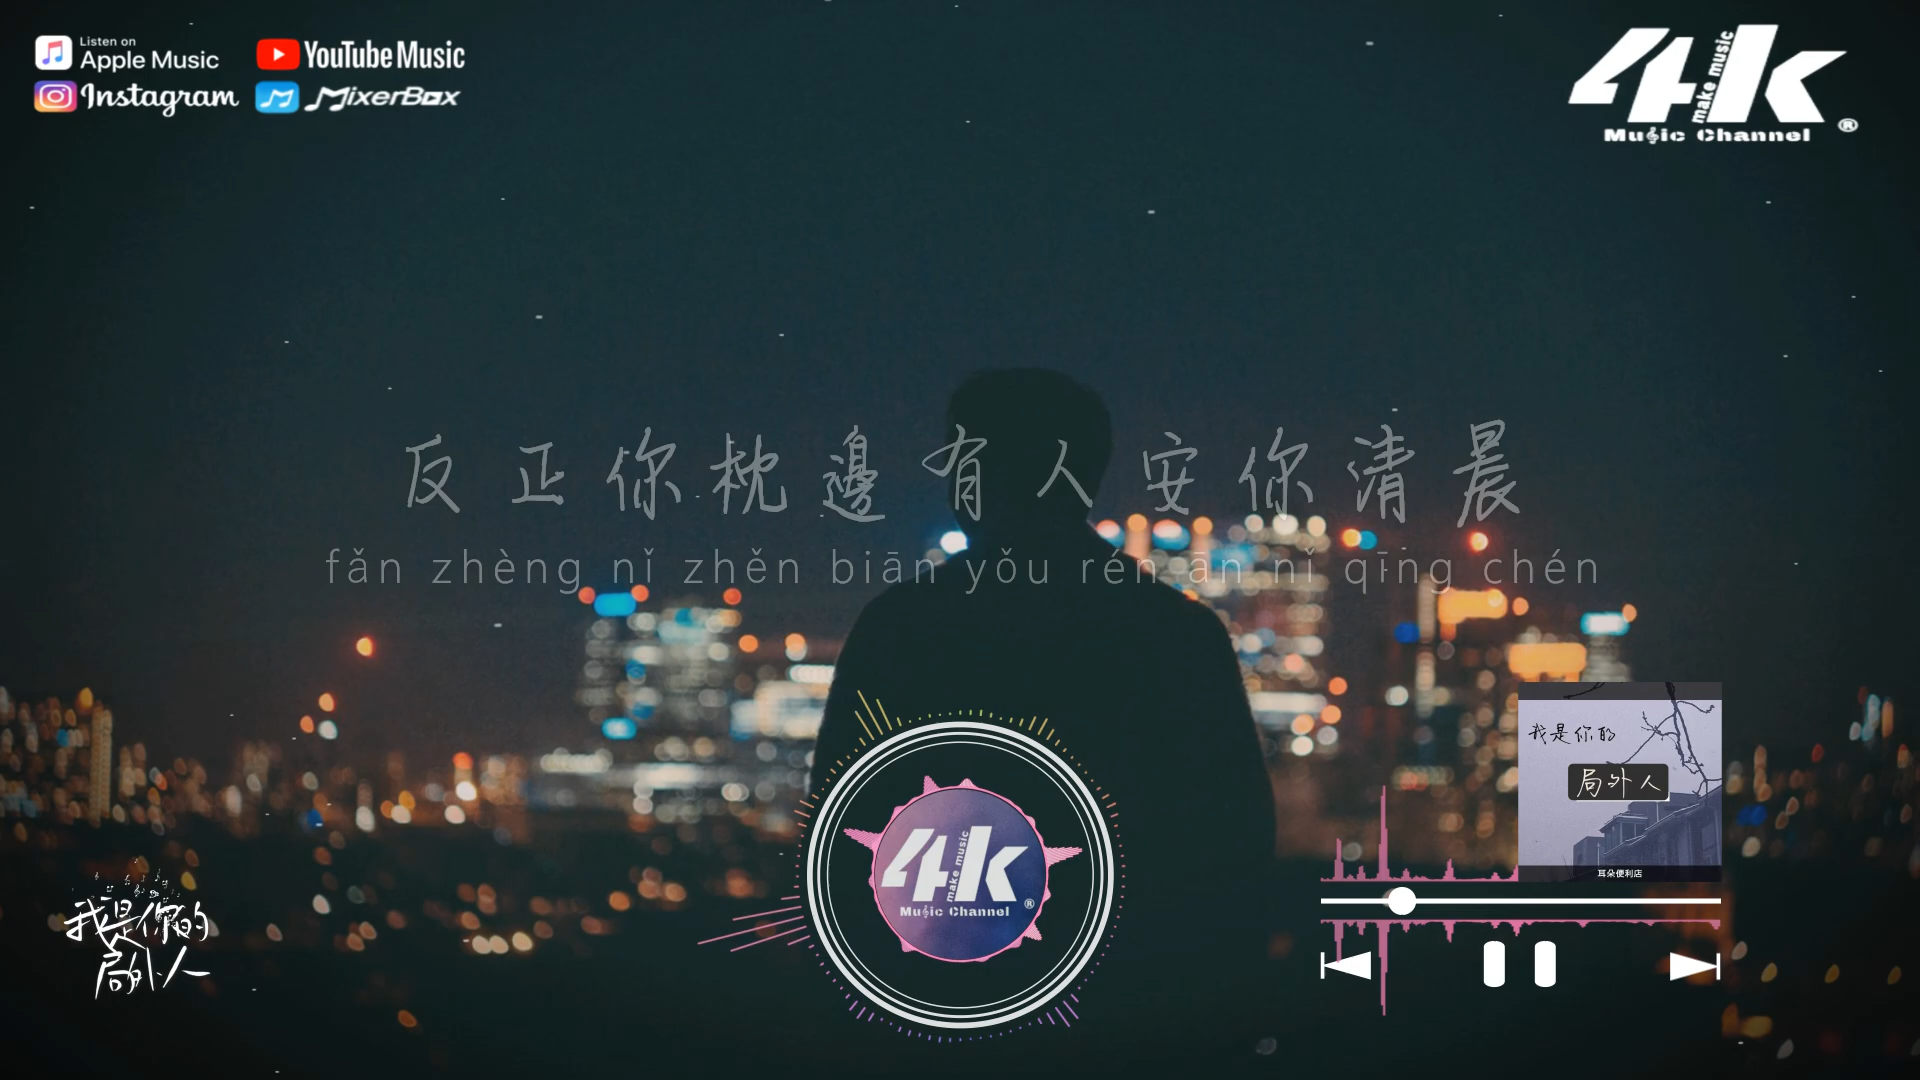 Listen on
Apple Music
YouTube Music
Instagram
MixerBox
4k
make music
Music Channel
®
反正你枕邊有人安你清晨
fǎn zhèng nǐ zhěn biān yǒu rén ān nǐ qīng chén
我是你的
局外人
耳朵便利店
4k
make music
Music Channel
®
我是你的
局外人